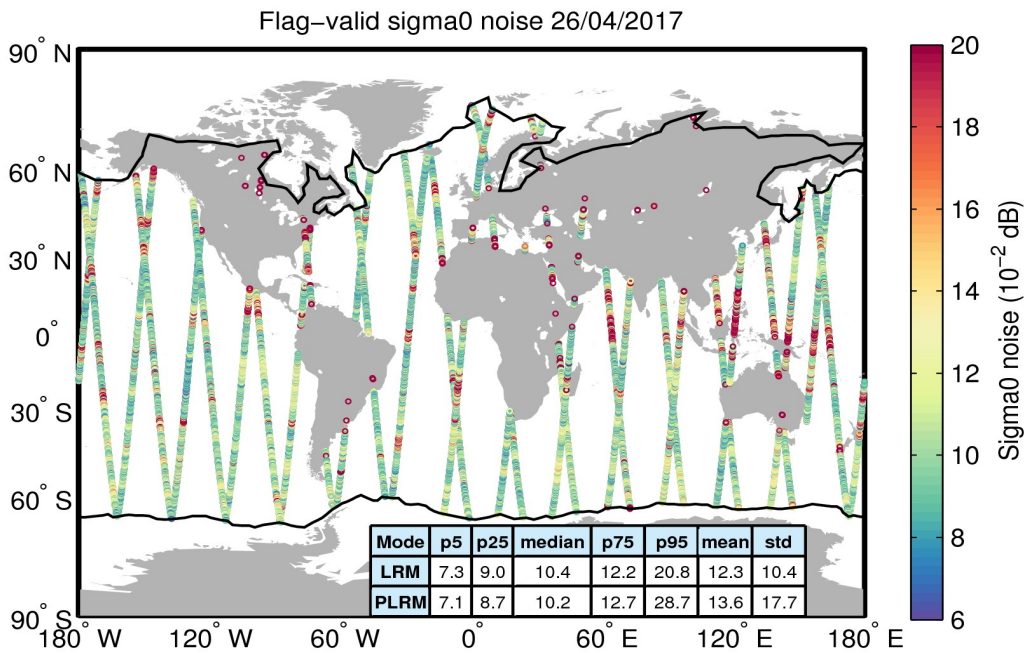 Flag−valid sigma0 noise 26/04/2017
90° N
60° N
30° N
0°
30° S
60° S
90° S
180° W
120° W
60° W
0°
60° E
120° E
180° E
Mode p5 p25 median p75 p95 mean std
LRM 7.3 9.0 10.4 12.2 20.8 12.3 10.4
PLRM 7.1 8.7 10.2 12.7 28.7 13.6 17.7
20
18
16
14
12
10
8
6
Sigma0 noise (10⁻² dB)